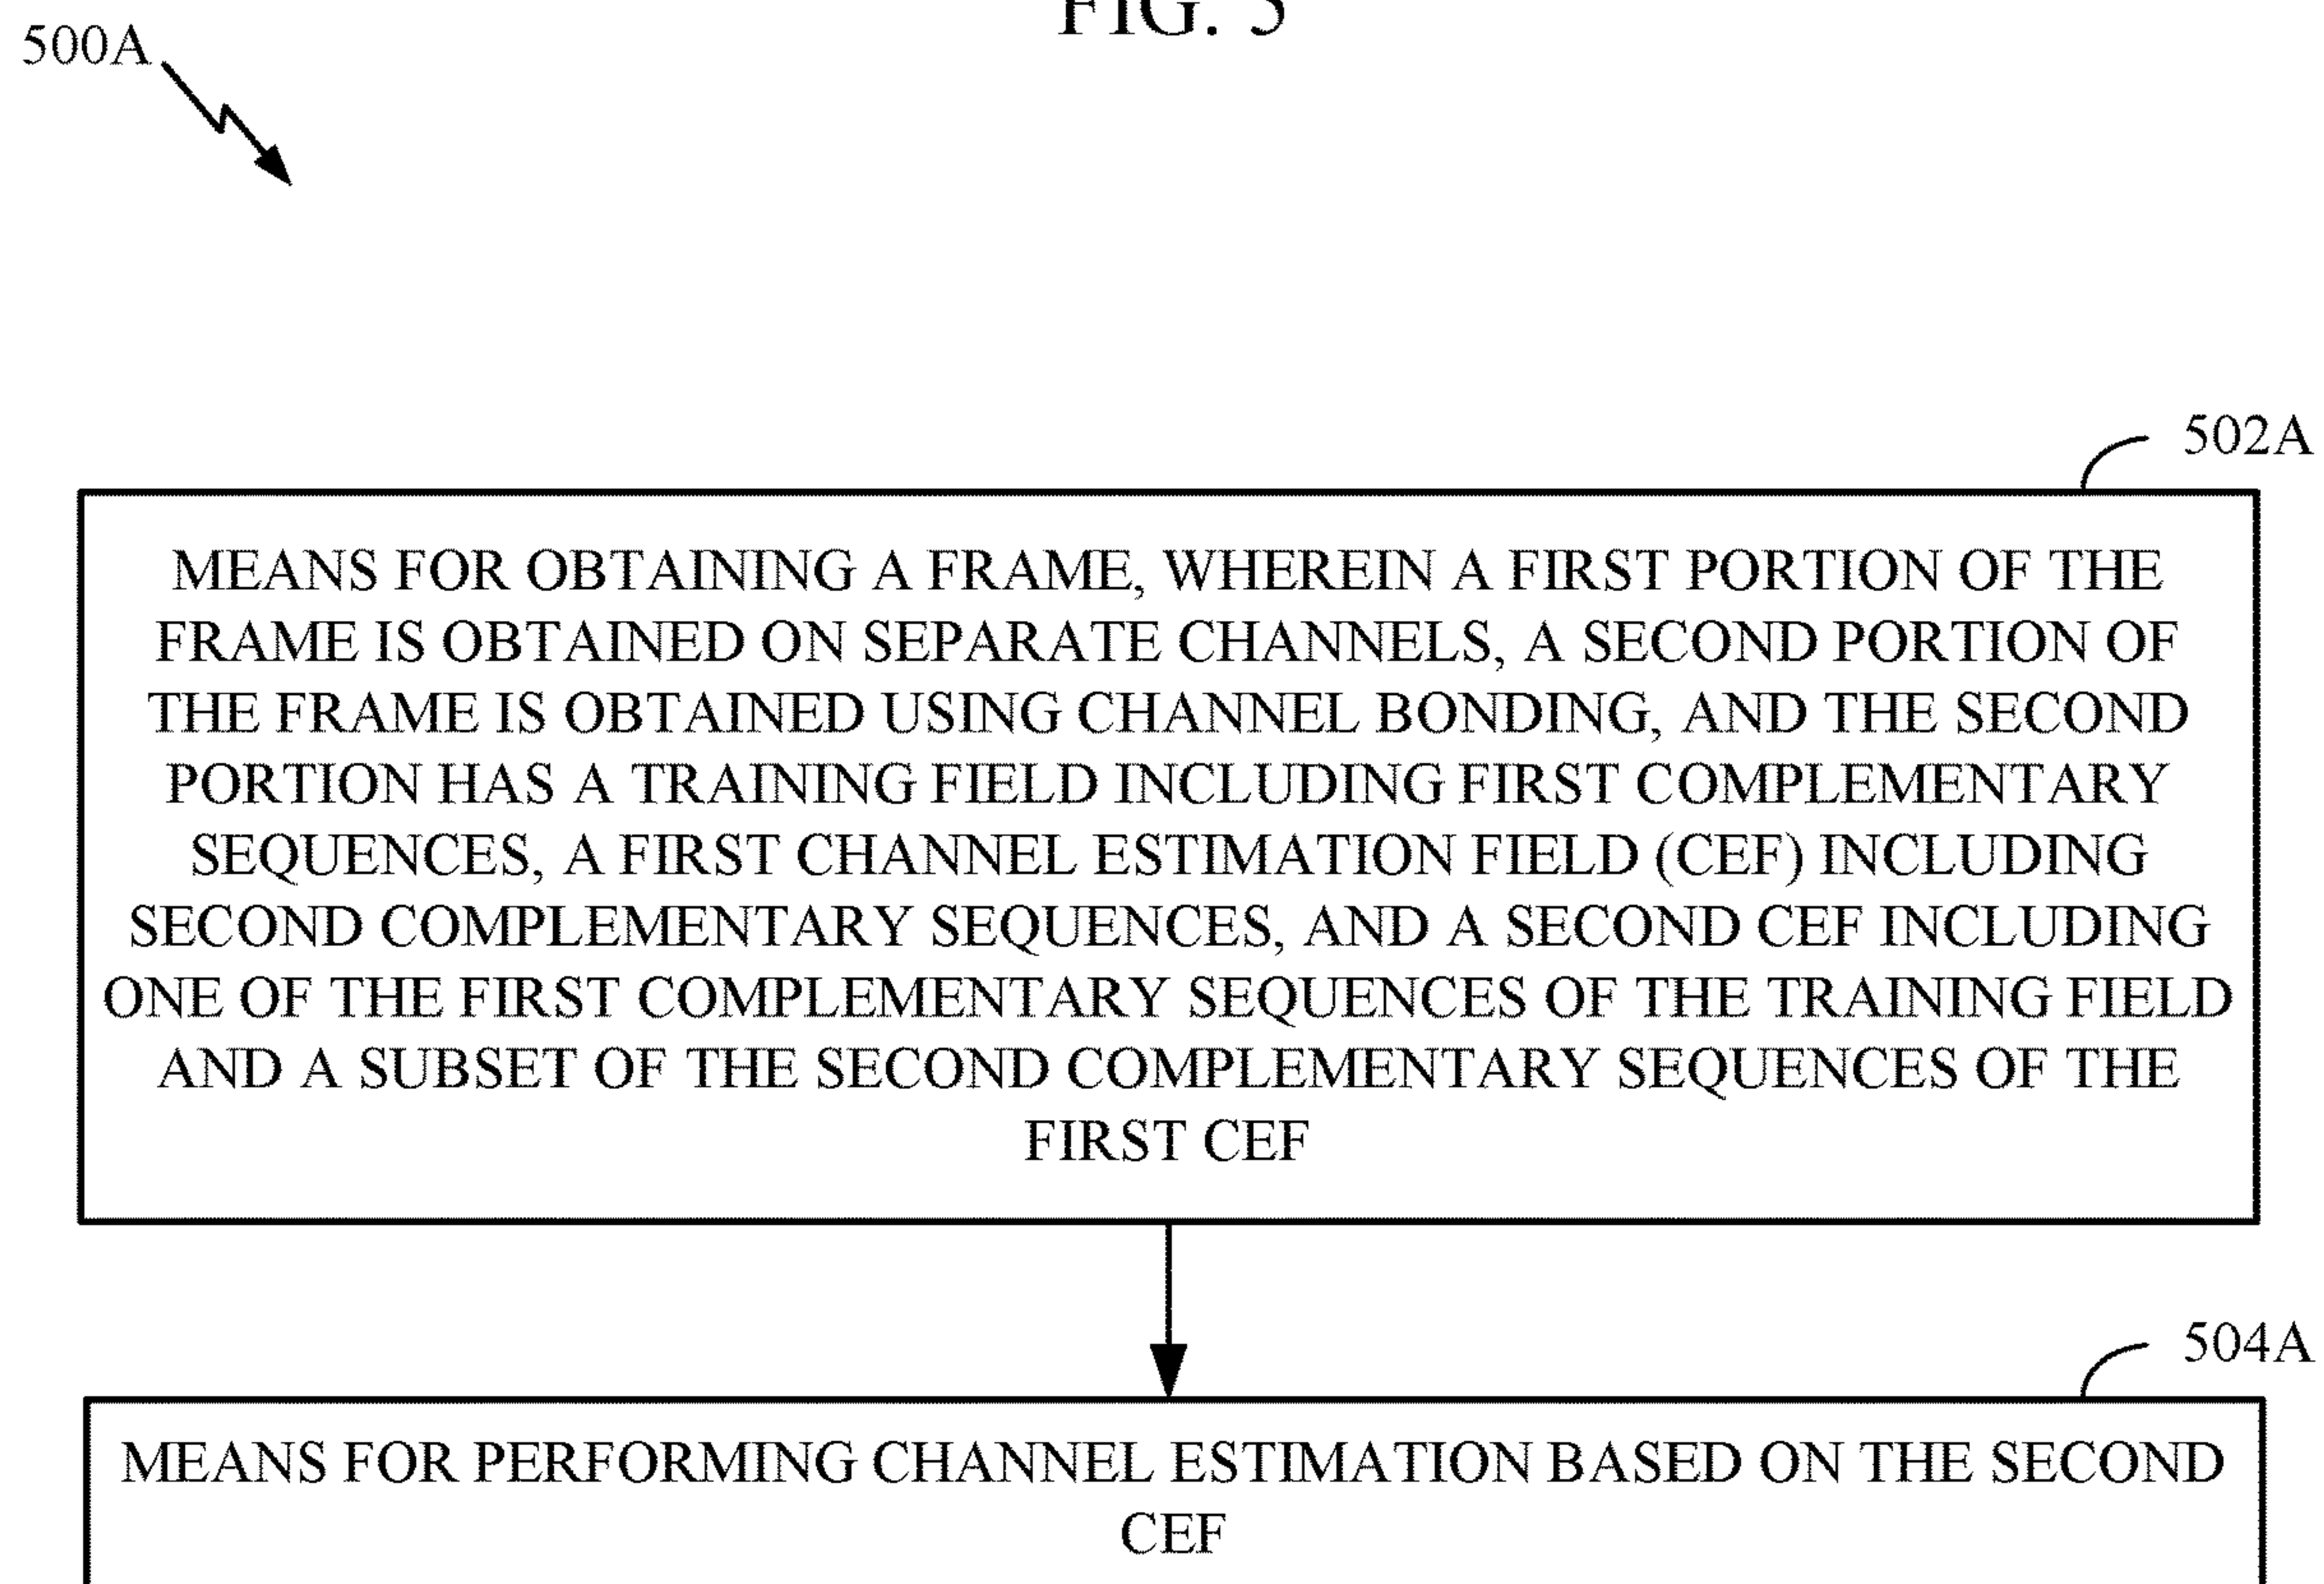 FIG. 5
500A
502A
MEANS FOR OBTAINING A FRAME, WHEREIN A FIRST PORTION OF THE
FRAME IS OBTAINED ON SEPARATE CHANNELS, A SECOND PORTION OF
THE FRAME IS OBTAINED USING CHANNEL BONDING, AND THE SECOND
PORTION HAS A TRAINING FIELD INCLUDING FIRST COMPLEMENTARY
SEQUENCES, A FIRST CHANNEL ESTIMATION FIELD (CEF) INCLUDING
SECOND COMPLEMENTARY SEQUENCES, AND A SECOND CEF INCLUDING
ONE OF THE FIRST COMPLEMENTARY SEQUENCES OF THE TRAINING FIELD
AND A SUBSET OF THE SECOND COMPLEMENTARY SEQUENCES OF THE
FIRST CEF
504A
MEANS FOR PERFORMING CHANNEL ESTIMATION BASED ON THE SECOND
CEF